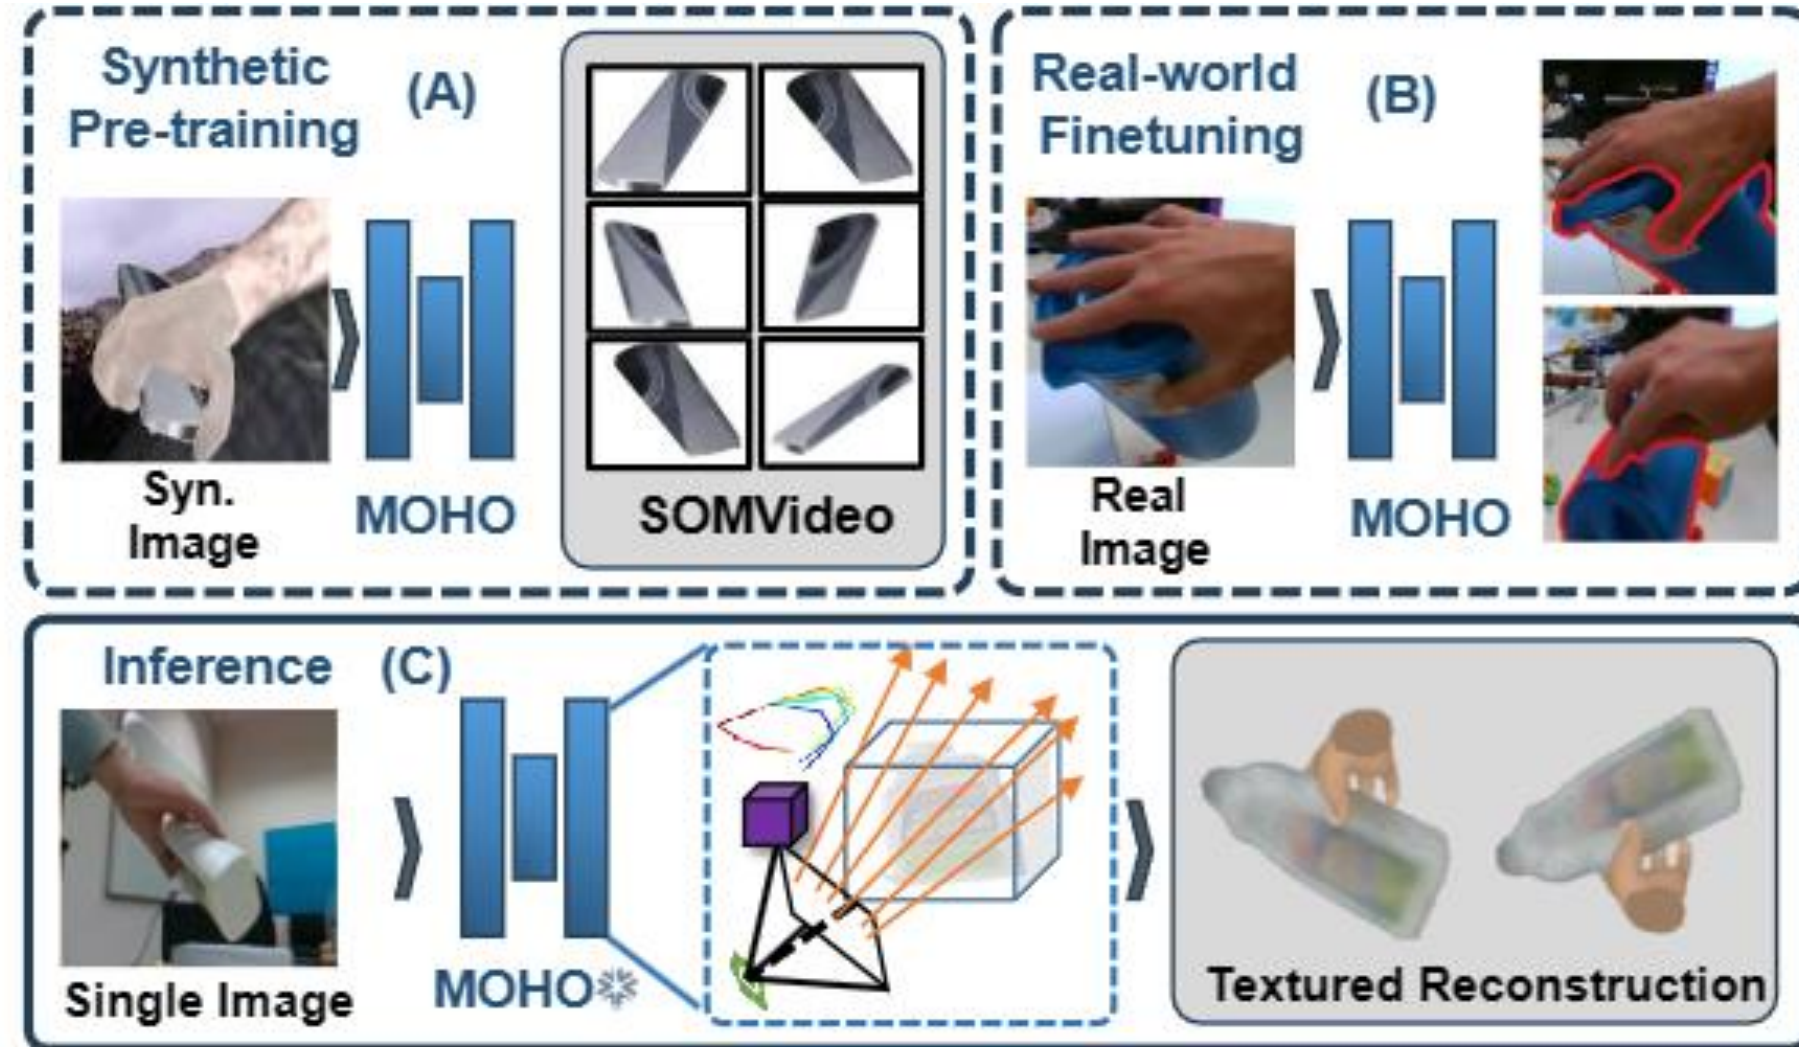 Synthetic
Pre-training
(A)
Syn.
Image
MOHO
SOMVideo
Real-world
Finetuning
(B)
Real
Image
MOHO
Inference
(C)
Single Image
MOHO
Textured Reconstruction